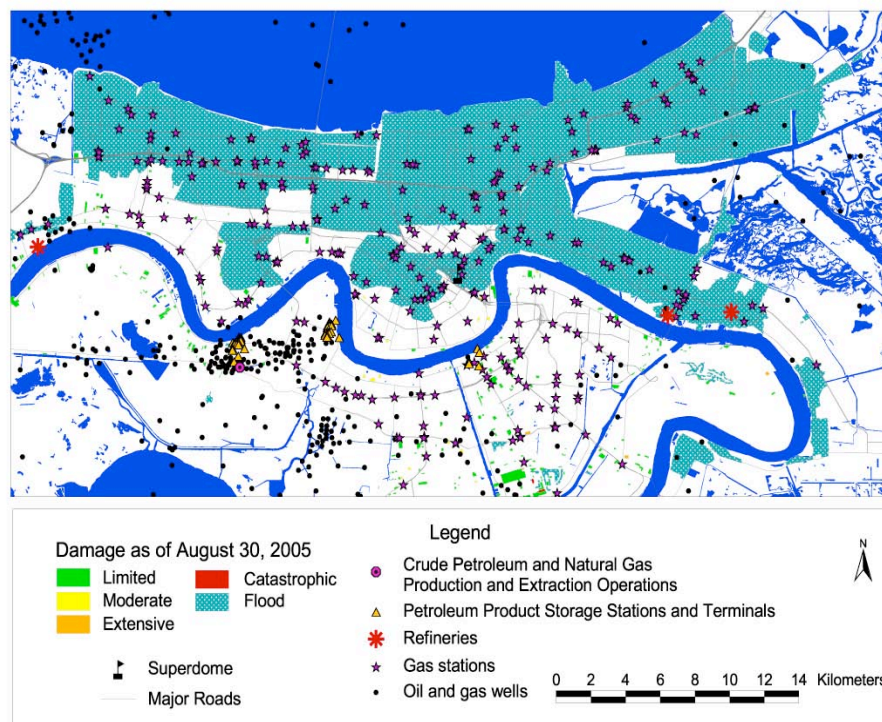 Legend
Damage as of August 30, 2005
Limited
Moderate
Extensive
Catastrophic
Flood
Superdome
Major Roads
Crude Petroleum and Natural Gas
Production and Extraction Operations
Petroleum Product Storage Stations and Terminals
Refineries
Gas stations
Oil and gas wells
N
0 2 4 6 8 10 12 14 Kilometers